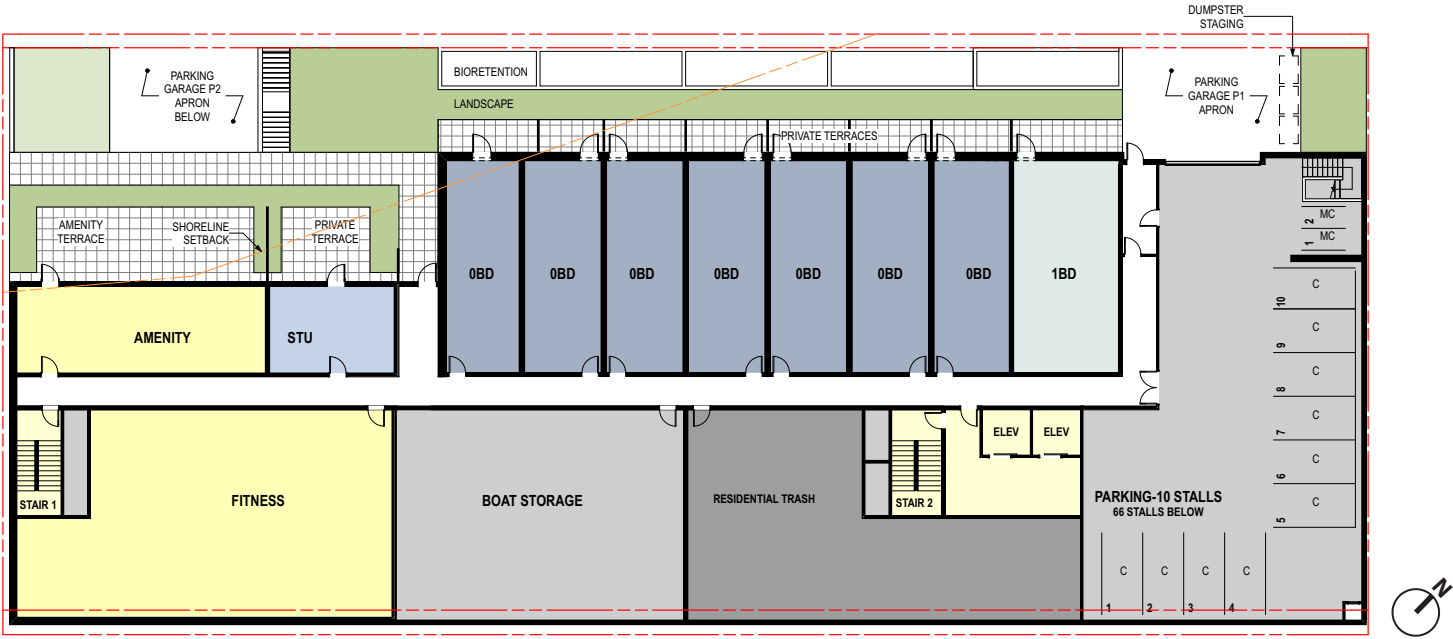 DUMPSTER
STAGING
PARKING
GARAGE P2
APRON
BELOW
BIORETENTION
PARKING
GARAGE P1
APRON
LANDSCAPE
PRIVATE TERRACES
AMENITY
TERRACE
SHORELINE
SETBACK
PRIVATE
TERRACE
2 MC
1 MC
0BD 0BD 0BD 0BD 0BD 0BD 0BD 1BD
10 C
9 C
8 C
7 C
6 C
5 C
AMENITY
STU
ELEV ELEV
FITNESS
BOAT STORAGE
RESIDENTIAL TRASH
STAIR 1
STAIR 2
PARKING-10 STALLS
66 STALLS BELOW
C C C C
1 2 3 4
N